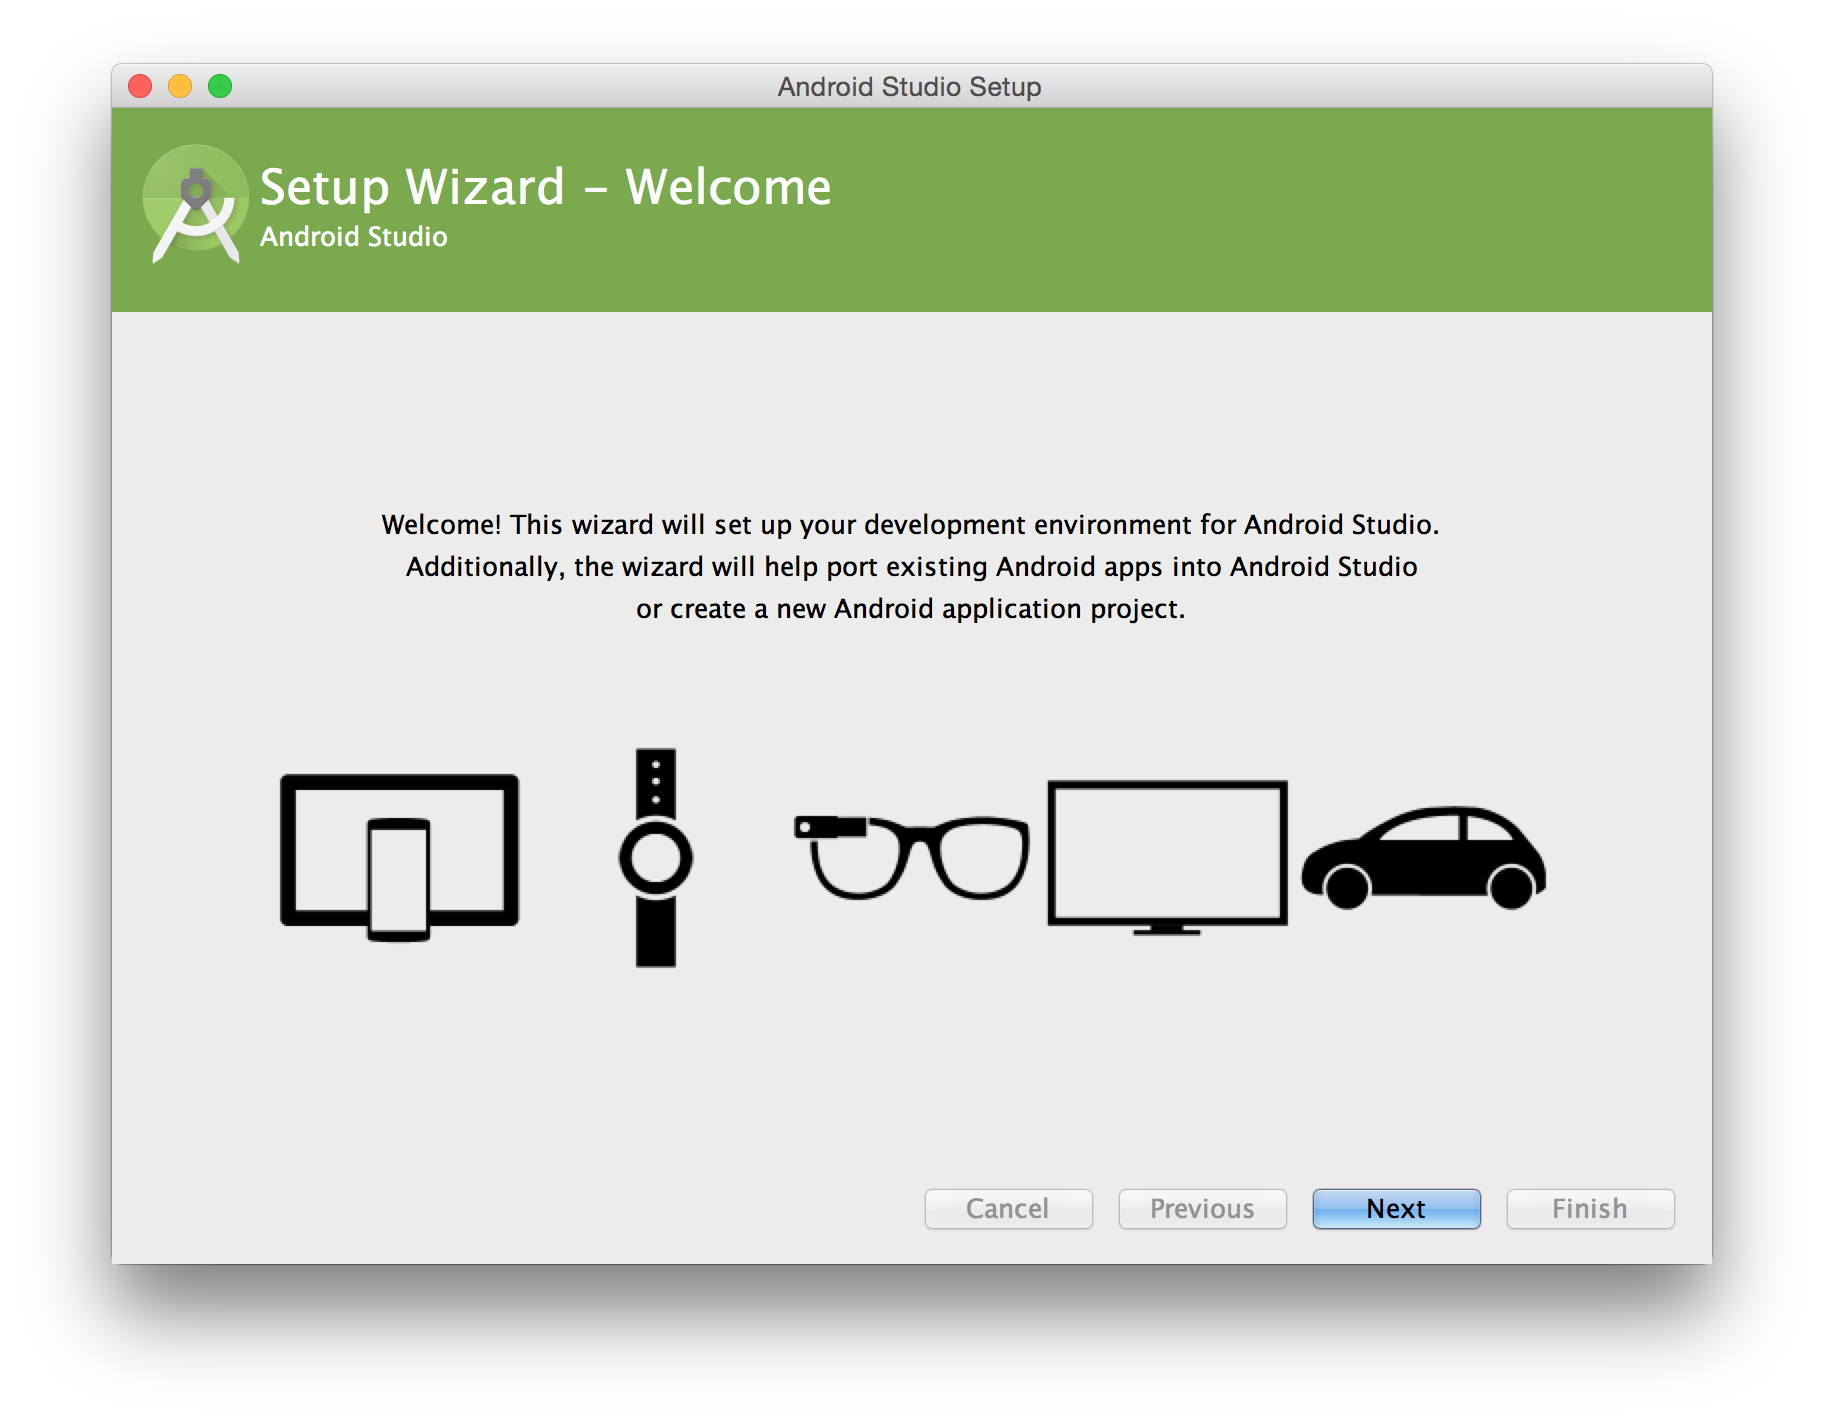 Android Studio Setup
Setup Wizard – Welcome
Android Studio
Welcome! This wizard will set up your development environment for Android Studio.
Additionally, the wizard will help port existing Android apps into Android Studio
or create a new Android application project.
Cancel
Previous
Next
Finish